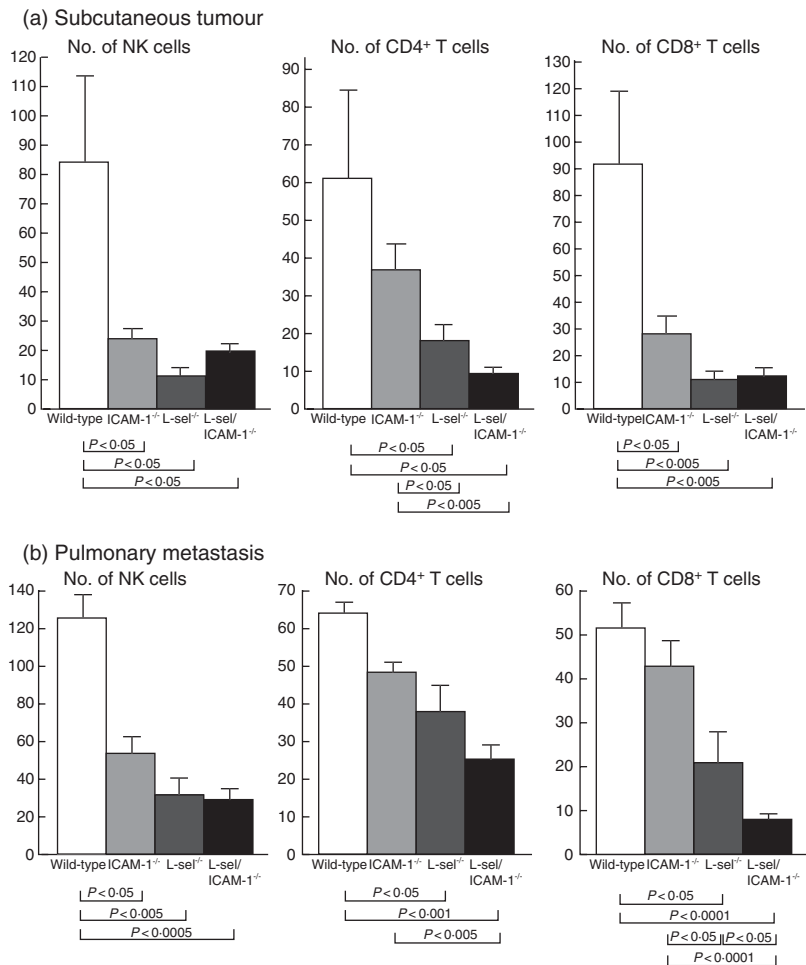 (a) Subcutaneous tumour
No. of NK cells
120
110
100
90
80
70
60
50
40
30
20
10
0
Wild-type ICAM-1-/- L-sel-/- L-sel/
ICAM-1-/-
P < 0·05
P < 0·05
P < 0·05
No. of CD4+ T cells
90
80
70
60
50
40
30
20
10
0
Wild-type ICAM-1-/- L-sel-/- L-sel/
ICAM-1-/-
P < 0·05
P < 0·05
P < 0·05
P < 0·005
No. of CD8+ T cells
130
120
110
100
90
80
70
60
50
40
30
20
10
0
Wild-type ICAM-1-/- L-sel-/- L-sel/
ICAM-1-/-
P < 0·05
P < 0·005
P < 0·005
(b) Pulmonary metastasis
No. of NK cells
140
120
100
80
60
40
20
0
Wild-type ICAM-1-/- L-sel-/- L-sel/
ICAM-1-/-
P < 0·05
P < 0·005
P < 0·0005
No. of CD4+ T cells
70
60
50
40
30
20
10
0
Wild-type ICAM-1-/- L-sel-/- L-sel/
ICAM-1-/-
P < 0·05
P < 0·001
P < 0·005
No. of CD8+ T cells
60
50
40
30
20
10
0
Wild-type ICAM-1-/- L-sel-/- L-sel/
ICAM-1-/-
P < 0·05
P < 0·0001
P < 0·05 P < 0·05
P < 0·0001